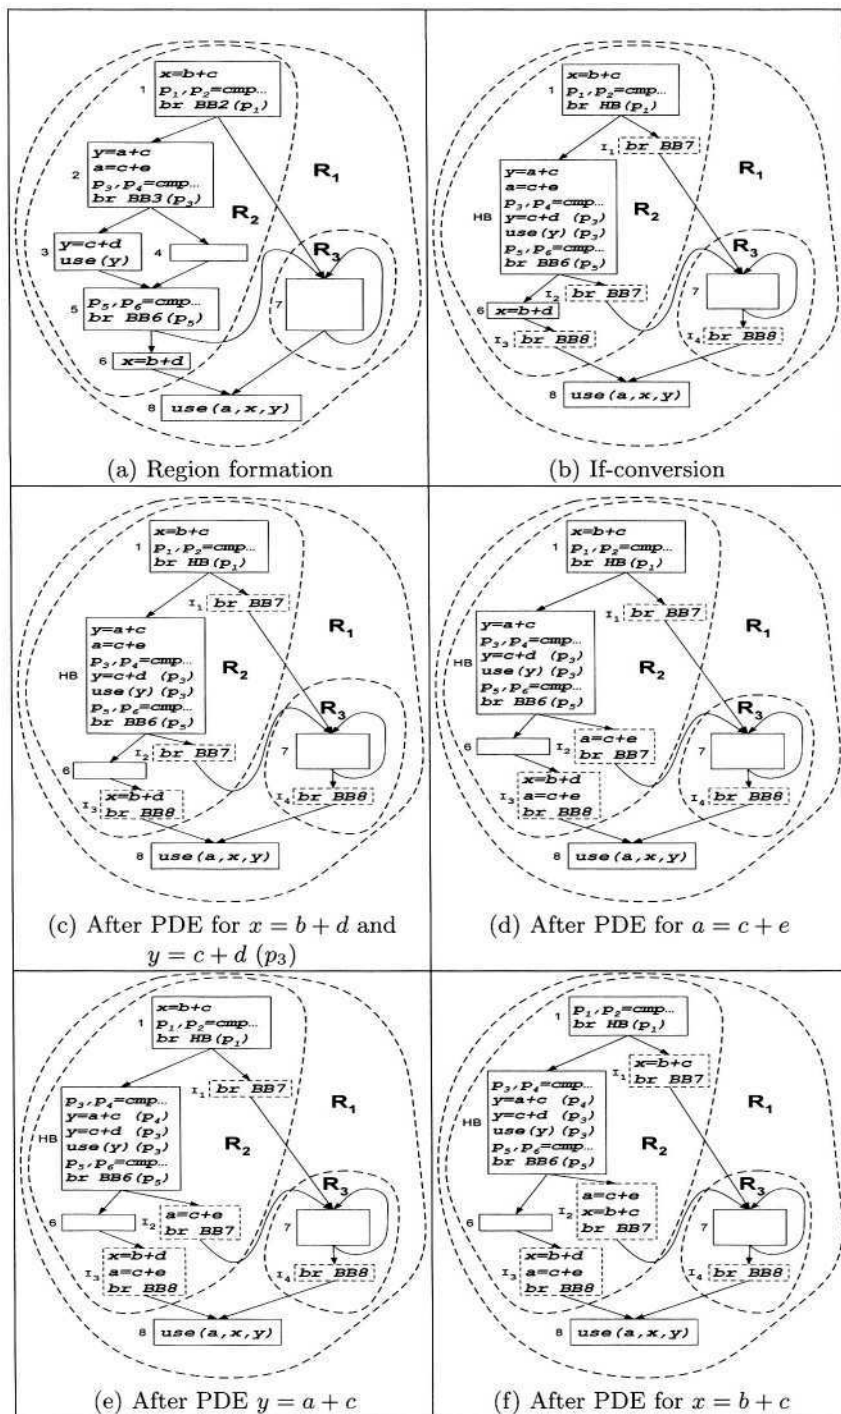 x=b+c
1
p1,p2=cmp…
br BB2(p1)
y=a+c
a=c+e
2
p3,p4=cmp…
br BB3(p3)
R1
R2
3
y=c+d
use(y)
4
R3
5
p5,p6=cmp…
br BB6(p5)
7
6
x=b+d
8
use(a,x,y)
(a) Region formation
x=b+c
1
p1,p2=cmp…
br HB(p1)
I1
br BB7
R1
y=a+c
a=c+e
p3,p4=cmp…
HB
y=c+d (p3)
use(y)(p3)
p5,p6=cmp…
br BB6(p5)
R2
R3
7
I2
br BB7
6
x=b+d
I3
br BB8
I4
br BB8
8
use(a,x,y)
(b) If-conversion
x=b+c
1
p1,p2=cmp…
br HB(p1)
I1
br BB7
R1
y=a+c
a=c+e
p3,p4=cmp…
HB
y=c+d (p3)
use(y)(p3)
p5,p6=cmp…
br BB6(p5)
R2
R3
7
I2
br BB7
6
I3
x=b+d
br BB8
I4
br BB8
8
use(a,x,y)
(c) After PDE for x = b + d and
y = c + d (p3)
x=b+c
1
p1,p2=cmp…
br HB(p1)
I1
br BB7
R1
y=a+c
p3,p4=cmp…
HB
y=c+d (p3)
use(y)(p3)
p5,p6=cmp…
br BB6(p5)
R2
R3
7
6
I2
a=c+e
br BB7
I3
x=b+d
a=c+e
br BB8
I4
br BB8
8
use(a,x,y)
(d) After PDE for a = c + e
x=b+c
1
p1,p2=cmp…
br HB(p1)
I1
br BB7
R1
p3,p4=cmp…
y=a+c (p4)
HB
y=c+d (p3)
use(y)(p3)
p5,p6=cmp…
br BB6(p5)
R2
R3
7
6
I2
a=c+e
br BB7
I3
x=b+d
a=c+e
br BB8
I4
br BB8
8
use(a,x,y)
(e) After PDE y = a + c
1
p1,p2=cmp…
br HB(p1)
I1
x=b+c
br BB7
R1
p3,p4=cmp…
y=a+c (p4)
HB
y=c+d (p3)
use(y)(p3)
p5,p6=cmp…
br BB6(p5)
R2
R3
7
6
I2
a=c+e
x=b+c
br BB7
I3
x=b+d
a=c+e
br BB8
I4
br BB8
8
use(a,x,y)
(f) After PDE for x = b + c